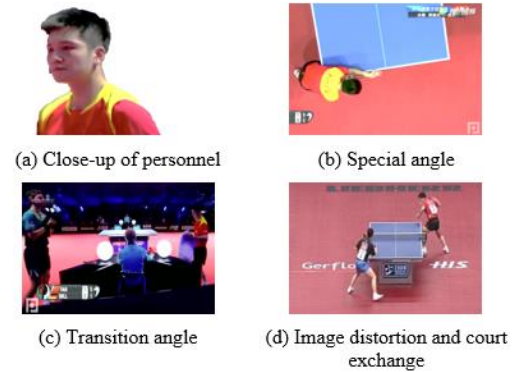 (a) Close-up of personnel
(b) Special angle
(c) Transition angle
Gerflo
HIS
(d) Image distortion and court
exchange